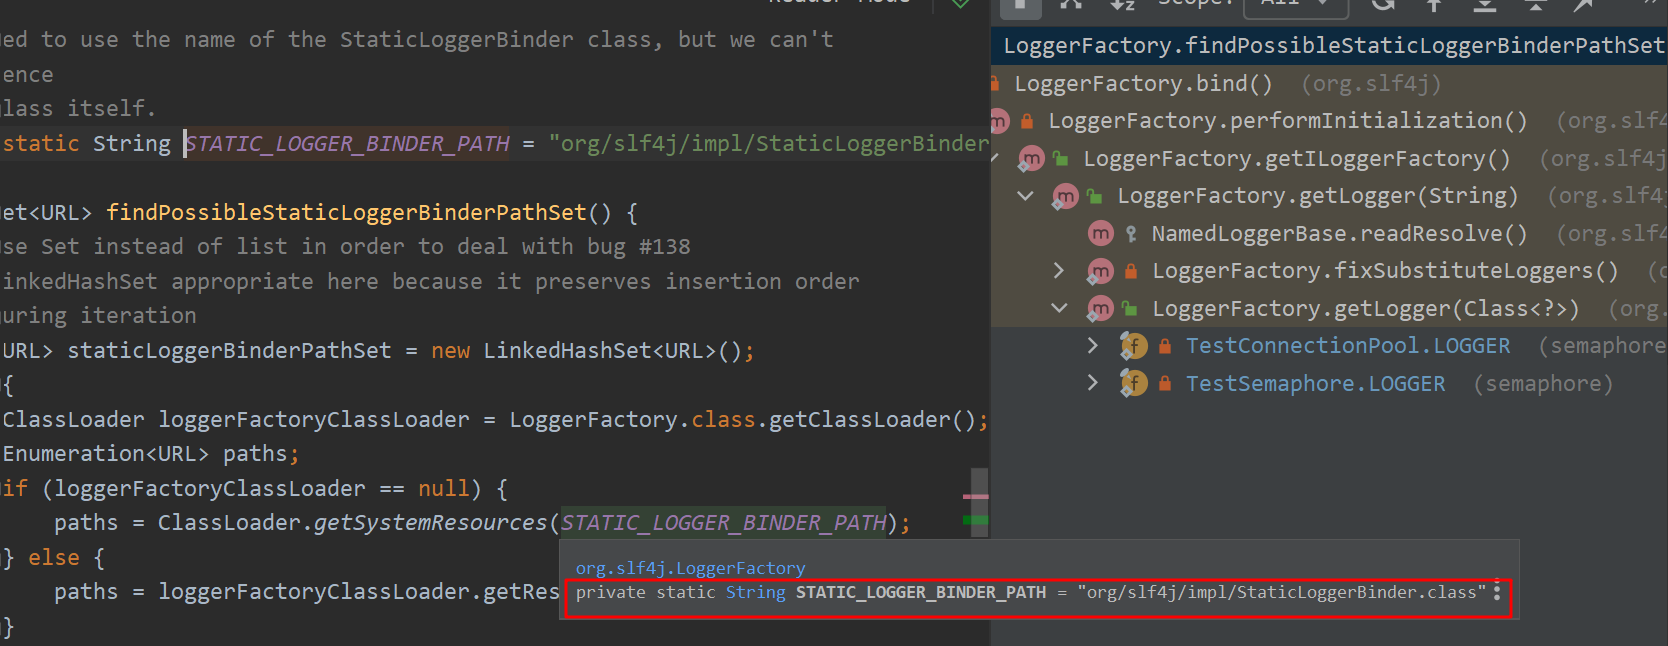 Reader Mode
ed to use the name of the StaticLoggerBinder class, but we can't
ence
lass itself.
static String STATIC_LOGGER_BINDER_PATH = "org/slf4j/impl/StaticLoggerBinder
et<URL> findPossibleStaticLoggerBinderPathSet() {
se Set instead of list in order to deal with bug #138
inkedHashSet appropriate here because it preserves insertion order
uring iteration
URL> staticLoggerBinderPathSet = new LinkedHashSet<URL>();
{
ClassLoader loggerFactoryClassLoader = LoggerFactory.class.getClassLoader();
Enumeration<URL> paths;
if (loggerFactoryClassLoader == null) {
paths = ClassLoader.getSystemResources(STATIC_LOGGER_BINDER_PATH);
} else {
paths = loggerFactoryClassLoader.getRes
}
org.slf4j.LoggerFactory
private static String STATIC_LOGGER_BINDER_PATH = "org/slf4j/impl/StaticLoggerBinder.class"
Scope: All
LoggerFactory.findPossibleStaticLoggerBinderPathSet
LoggerFactory.bind() (org.slf4j)
LoggerFactory.performInitialization() (org.slf4
LoggerFactory.getILoggerFactory() (org.slf4j
LoggerFactory.getLogger(String) (org.slf4j
NamedLoggerBase.readResolve() (org.slf4
LoggerFactory.fixSubstituteLoggers() (o
LoggerFactory.getLogger(Class<?>) (org.
TestConnectionPool.LOGGER (semaphore
TestSemaphore.LOGGER (semaphore)